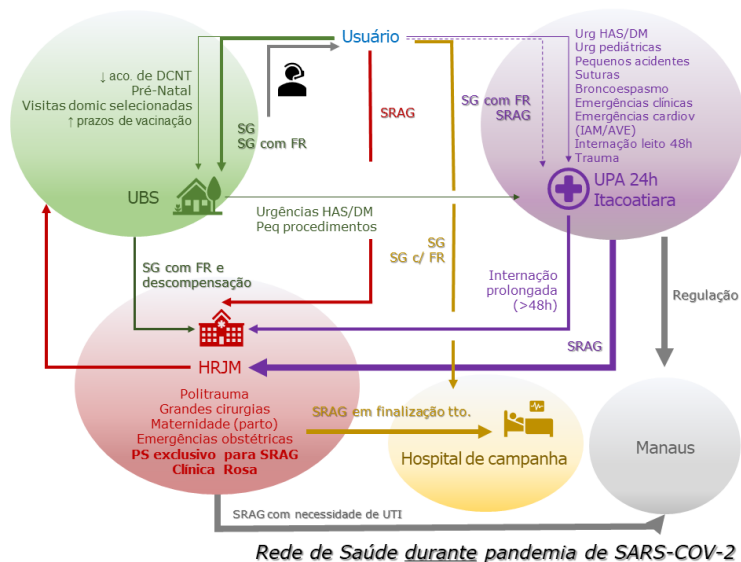 Usuário
↓ aco. de DCNT
Pré-Natal
Visitas domic selecionadas
↑ prazos de vacinação
SG
SG com FR
SRAG
SG com FR
SRAG
Urg HAS/DM
Urg pediátricas
Pequenos acidentes
Suturas
Broncoespasmo
Emergências clínicas
Emergências cardiov
(IAM/AVE)
Internação leito 48h
Trauma
UBS
UPA 24h
Itacoatiara
Urgências HAS/DM
Peq procedimentos
SG
SG c/ FR
SG com FR e
descompensação
Internação
prolongada
(>48h)
Regulação
SRAG
HRJM
Politrauma
Grandes cirurgias
Maternidade (parto)
Emergências obstétricas
PS exclusivo para SRAG
Clínica Rosa
SRAG em finalização tto.
Hospital de campanha
Manaus
SRAG com necessidade de UTI
Rede de Saúde durante pandemia de SARS-COV-2